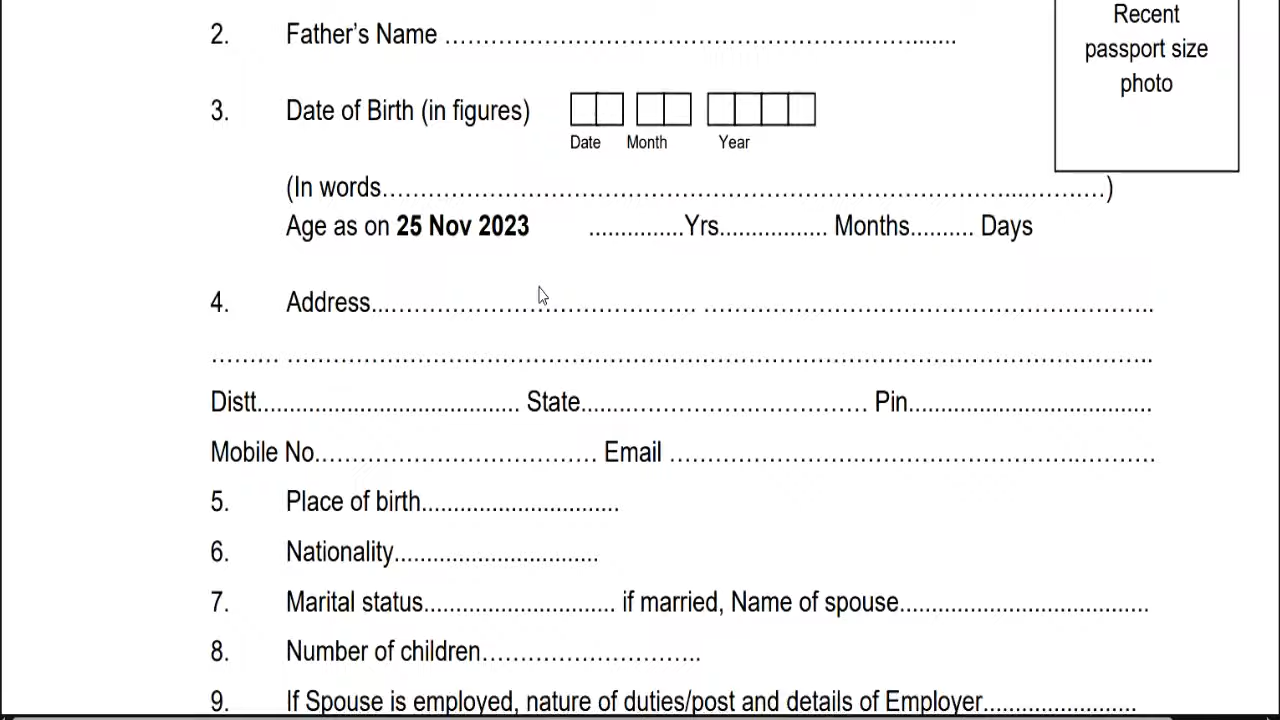 2. Father’s Name ……………………………………………………………….......
Recent
passport size
photo
3. Date of Birth (in figures)
Date Month Year
(In words…………………………………………………………………………………....………)
Age as on 25 Nov 2023 ...............Yrs................. Months.......... Days
4. Address...……………………………………… …………………………………………………………..
……… ………………………………………………………………………………………………………………..
Distt......................................... State.......……………………………… Pin......................................
Mobile No.……………………………………… Email ………………………………………………………………
5. Place of birth...............................
6. Nationality................................
7. Marital status.............................. if married, Name of spouse.......................................
8. Number of children.…………………………..
9. If Spouse is employed, nature of duties/post and details of Employer........................